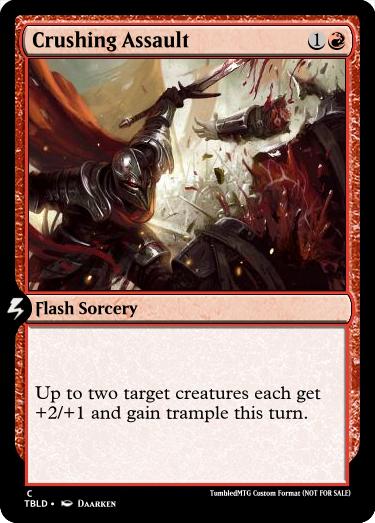 Crushing Assault 1
Flash Sorcery
Up to two target creatures each get
+2/+1 and gain trample this turn.
C
TBLD • Daarken
TumbledMTG Custom Format (NOT FOR SALE)